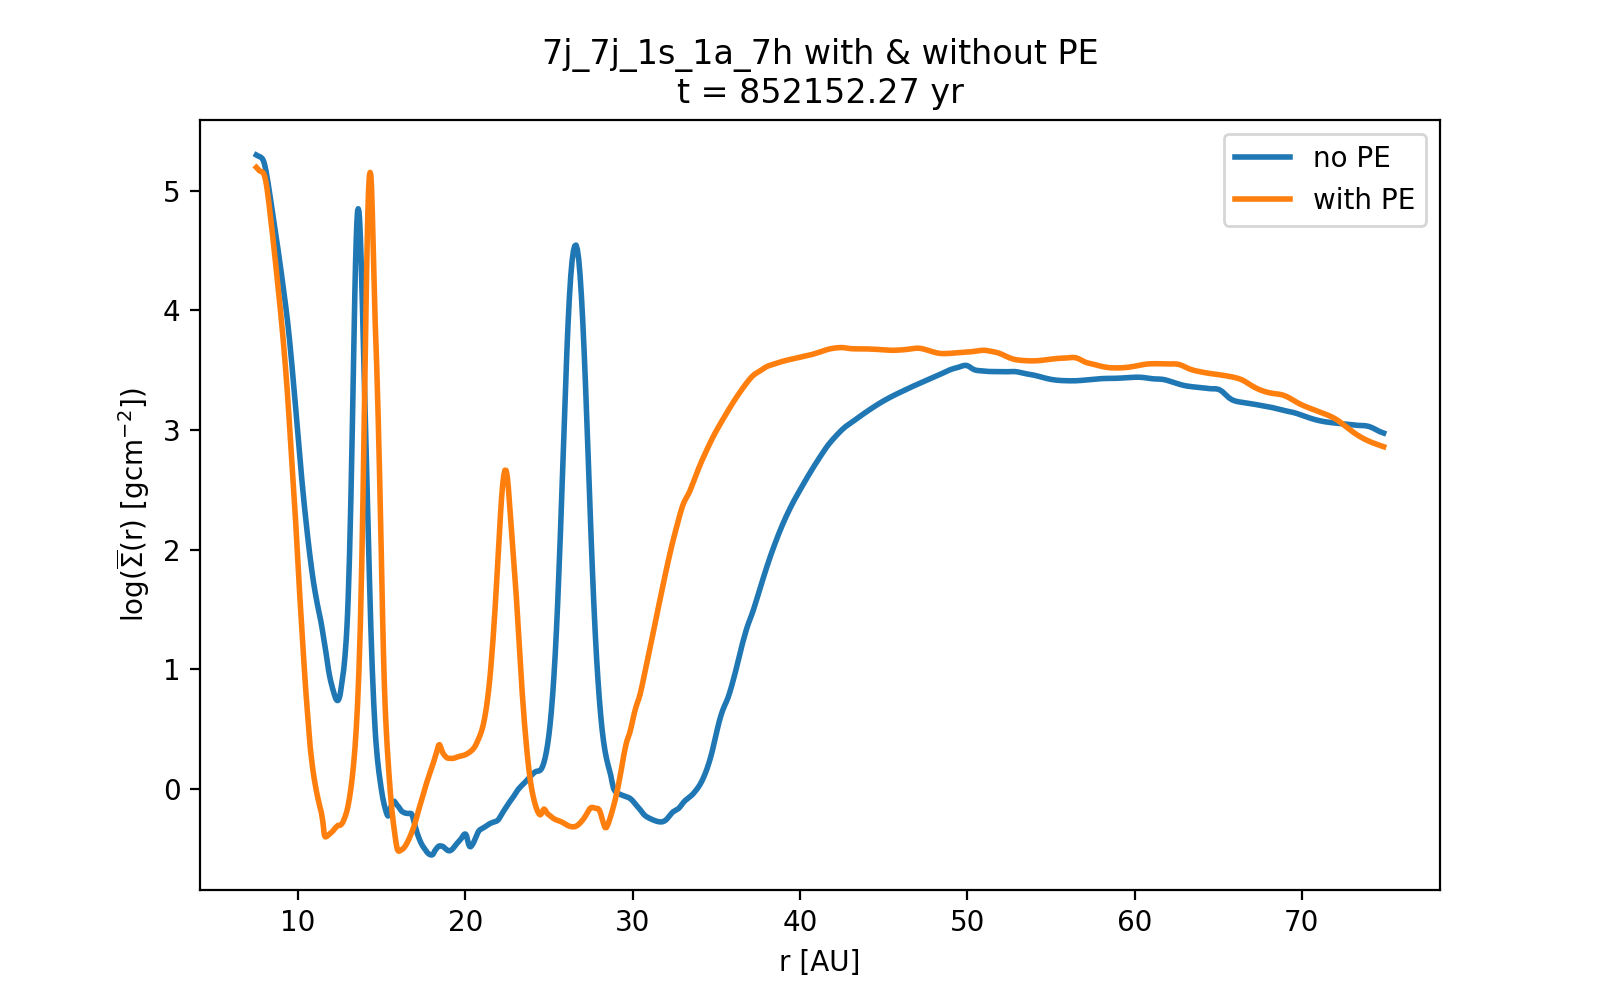 7j_7j_1s_1a_7h with & without PE
t = 852152.27 yr
no PE
with PE
log(Σ̅(r) [gcm⁻²])
5
4
3
2
1
0
10 20 30 40 50 60 70
r [AU]